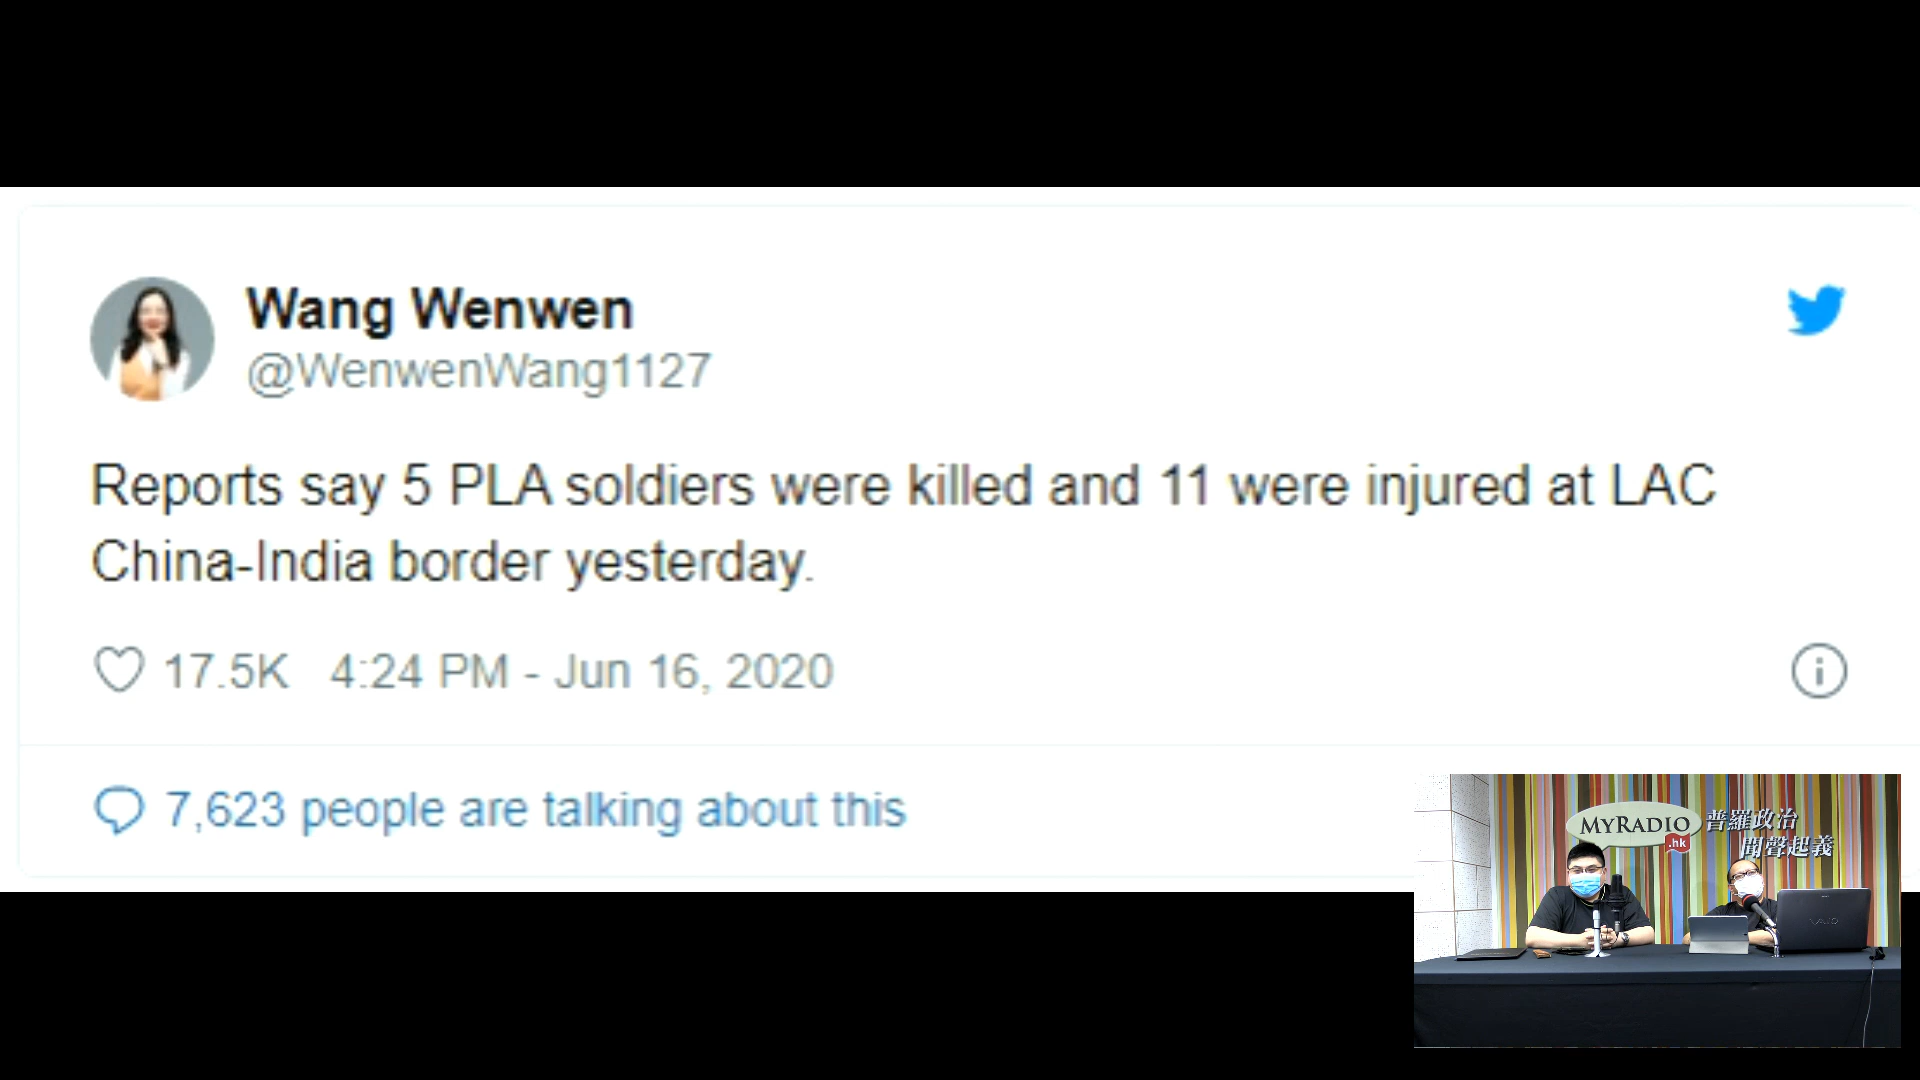 Wang Wenwen
@WenwenWang1127
Reports say 5 PLA soldiers were killed and 11 were injured at LAC
China-India border yesterday.
17.5K 4:24 PM - Jun 16, 2020
7,623 people are talking about this
MYRADIO
.hk
普羅政治
聞聲起義
VAIO